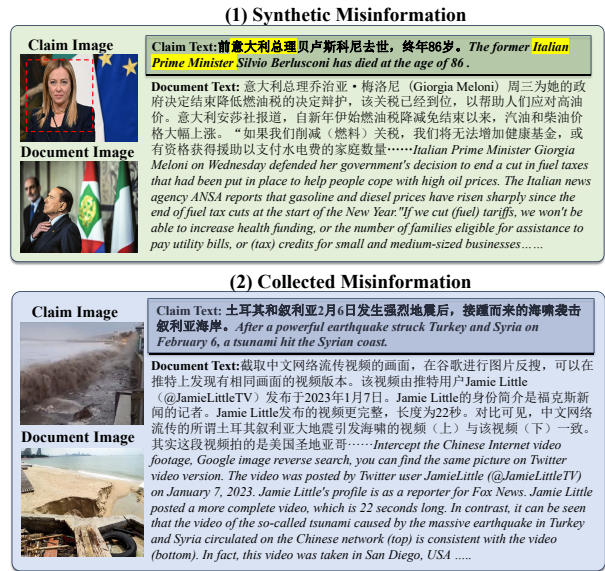 (1) Synthetic Misinformation
Claim Image
Claim Text:前意大利总理贝卢斯科尼去世，终年86岁。The former Italian
Prime Minister Silvio Berlusconi has died at the age of 86 .
Document Text: 意大利总理乔治亚·梅洛尼（Giorgia Meloni）周三为她的政
府决定结束降低燃油税的决定辩护，该关税已经到位，以帮助人们应对高油
价。意大利安莎社报道，自新年伊始燃油税降减免结束以来，汽油和柴油价
格大幅上涨。“如果我们削减（燃料）关税，我们将无法增加健康基金，或
有资格获得援助以支付水电费的家庭数量……Italian Prime Minister Giorgia
Meloni on Wednesday defended her government's decision to end a cut in fuel taxes
that had been put in place to help people cope with high oil prices. The Italian news
agency ANSA reports that gasoline and diesel prices have risen sharply since the
end of fuel tax cuts at the start of the New Year."If we cut (fuel) tariffs, we won't be
able to increase health funding, or the number of families eligible for assistance to
pay utility bills, or (tax) credits for small and medium-sized businesses……
Document Image
(2) Collected Misinformation
Claim Image
Claim Text: 土耳其和叙利亚2月6日发生强烈地震后，接踵而来的海啸袭击
叙利亚海岸。After a powerful earthquake struck Turkey and Syria on
February 6, a tsunami hit the Syrian coast.
Document Text:截取中文网络流传视频的画面，在谷歌进行图片反搜，可以在
推特上发现有相同画面的视频版本。该视频由推特用户Jamie Little
（@JamieLittleTV）发布于2023年1月7日。Jamie Little的身份简介是福克斯新
闻的记者。Jamie Little发布的视频更完整，长度为22秒。对比可见，中文网络
流传的所谓土耳其叙利亚大地震引发海啸的视频（上）与该视频（下）一致。
其实这段视频拍的是美国圣地亚哥……Intercept the Chinese Internet video
footage, Google image reverse search, you can find the same picture on Twitter
video version. The video was posted by Twitter user JamieLittle (@JamieLittleTV)
on January 7, 2023. Jamie Little's profile is as a reporter for Fox News. Jamie Little
posted a more complete video, which is 22 seconds long. In contrast, it can be seen
that the video of the so-called tsunami caused by the massive earthquake in Turkey
and Syria circulated on the Chinese network (top) is consistent with the video
(bottom). In fact, this video was taken in San Diego, USA …..
Document Image